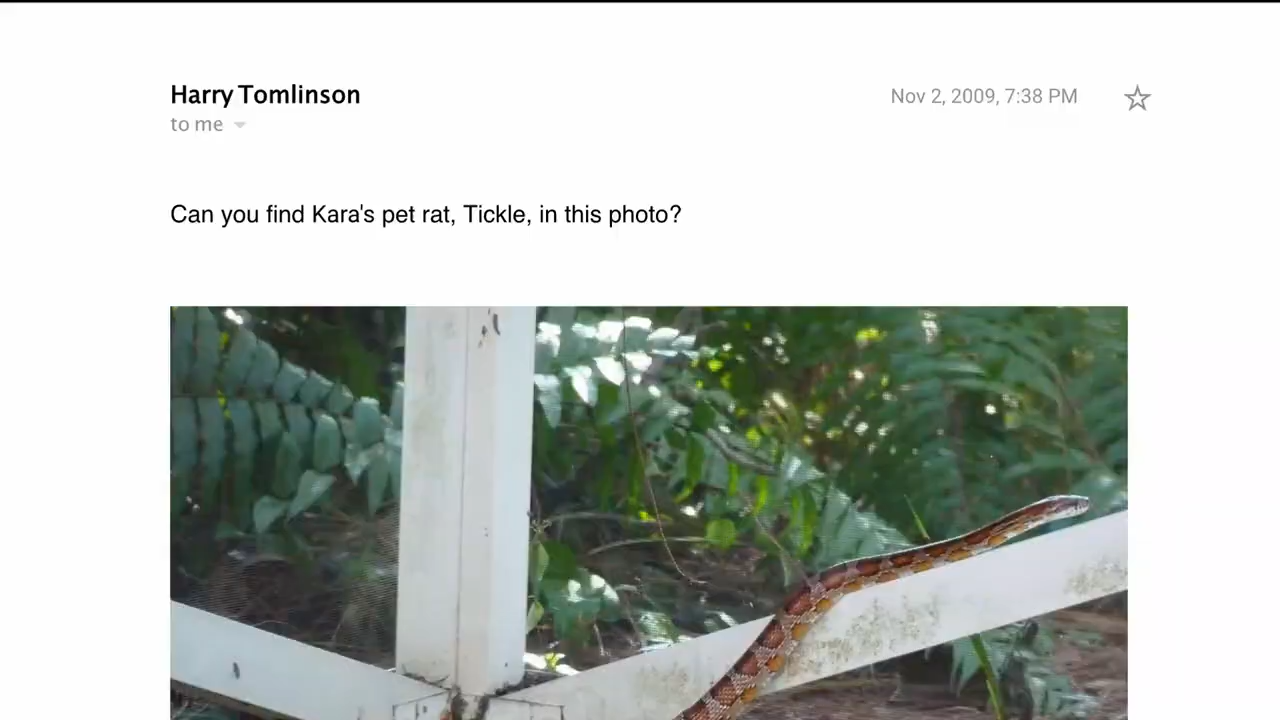 Harry Tomlinson
Nov 2, 2009, 7:38 PM
to me
Can you find Kara's pet rat, Tickle, in this photo?